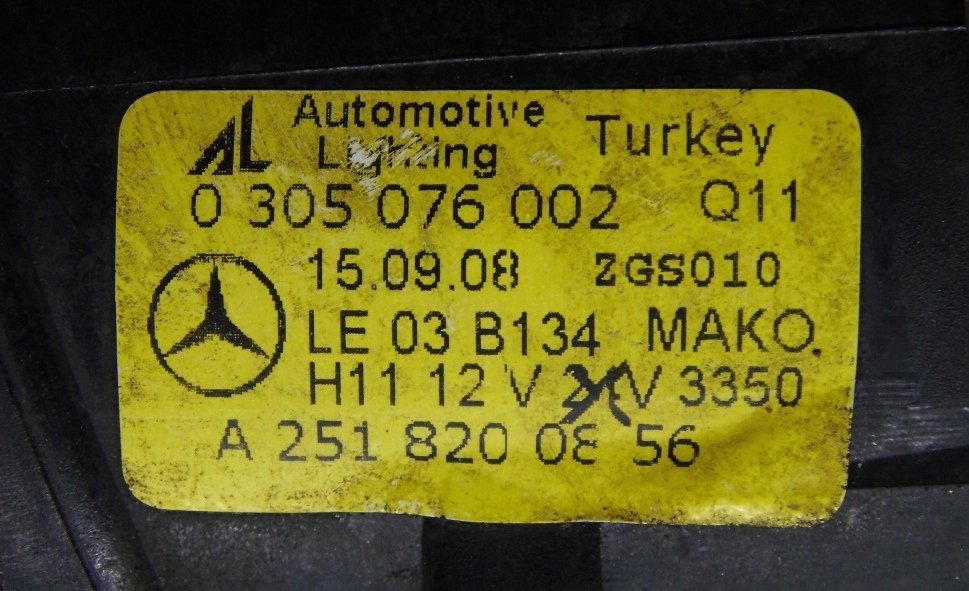 AL Automotive Lighting Turkey
0 305 076 002 Q11
15.09.08 ZGS010
LE 03 B134 MAKO.
H11 12 V V 3350
A 251 820 08 56